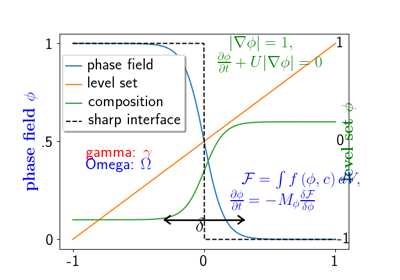 |∇ϕ| = 1,
∂ϕ/∂t + U|∇ϕ| = 0
phase field
level set
composition
sharp interface
gamma: γ
Omega: Ω
ℱ = ∫ f (ϕ, c) dV,
∂ϕ/∂t = −M_ϕ δℱ/δϕ
δ
phase field ϕ
level set ϕ
1
.5
0
1
0
-1
-1
0
1